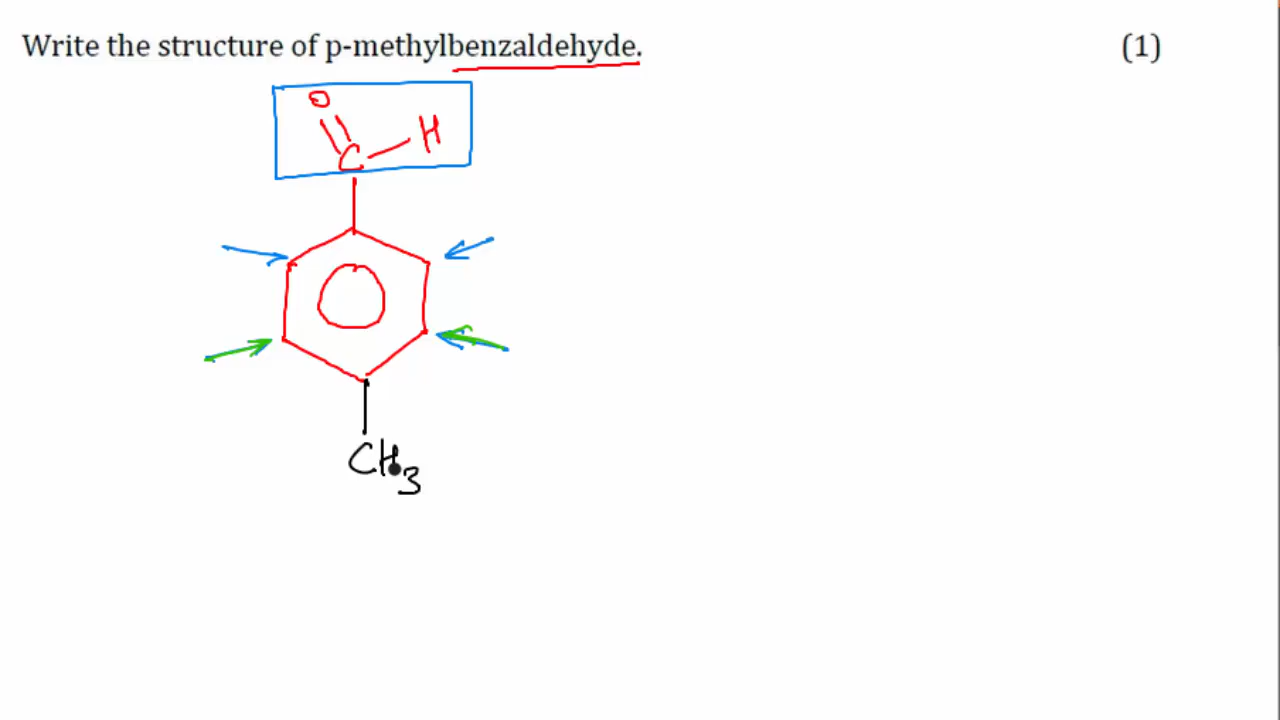 Write the structure of p-methylbenzaldehyde. (1)
O
C H
CH3